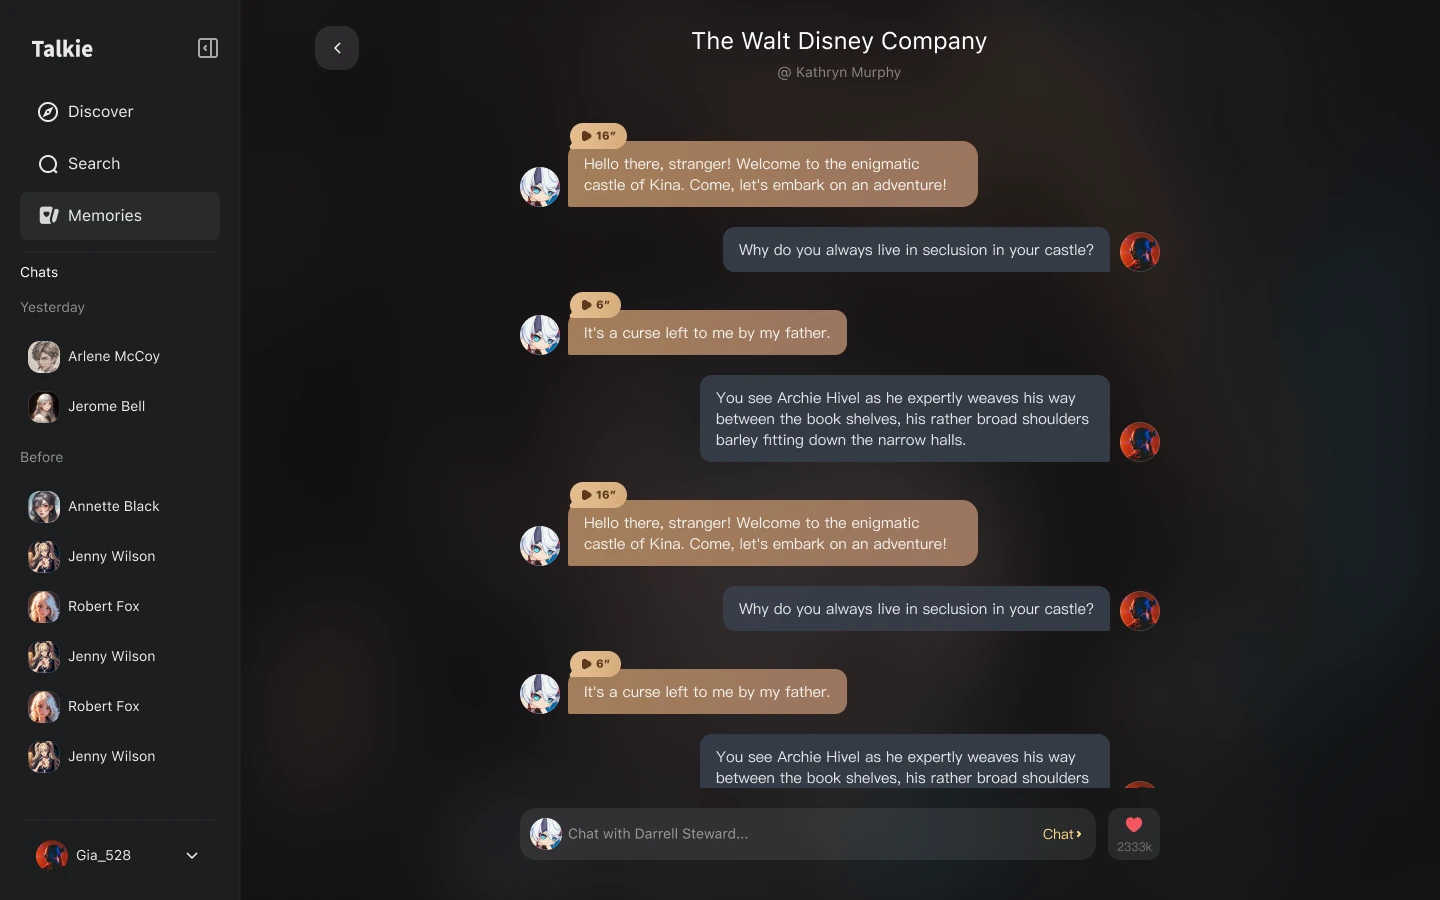 Talkie
Discover
Search
Memories
Chats
Yesterday
Arlene McCoy
Jerome Bell
Before
Annette Black
Jenny Wilson
Robert Fox
Jenny Wilson
Robert Fox
Jenny Wilson
Gia_528
The Walt Disney Company
@ Kathryn Murphy
16″
Hello there, stranger! Welcome to the enigmatic
castle of Kina. Come, let's embark on an adventure!
Why do you always live in seclusion in your castle?
6″
It's a curse left to me by my father.
You see Archie Hivel as he expertly weaves his way
between the book shelves, his rather broad shoulders
barley fitting down the narrow halls.
16″
Hello there, stranger! Welcome to the enigmatic
castle of Kina. Come, let's embark on an adventure!
Why do you always live in seclusion in your castle?
6″
It's a curse left to me by my father.
You see Archie Hivel as he expertly weaves his way
between the book shelves, his rather broad shoulders
Chat with Darrell Steward...
Chat
2333k